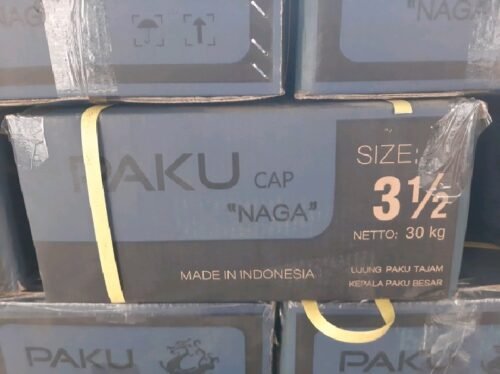 PAKU CAP
"NAGA"
MADE IN INDONESIA
SIZE:
3½
NETTO: 30 kg
UJUNG PAKU TAJAM
KEPALA PAKU BESAR
PAKU
PAKU